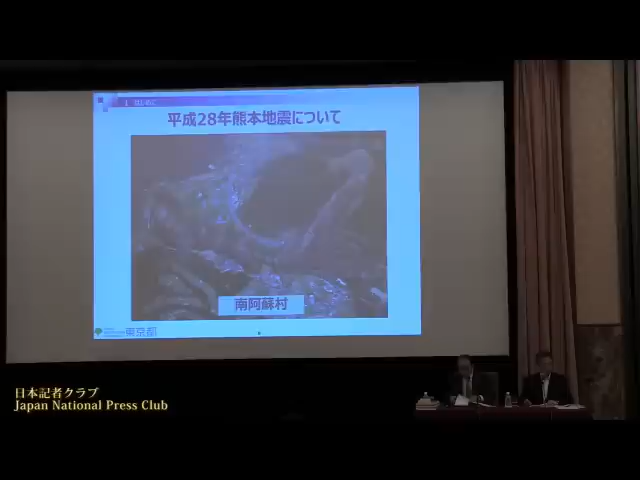 1 はじめに
平成28年熊本地震について
南阿蘇村
東京都
日本記者クラブ
Japan National Press Club